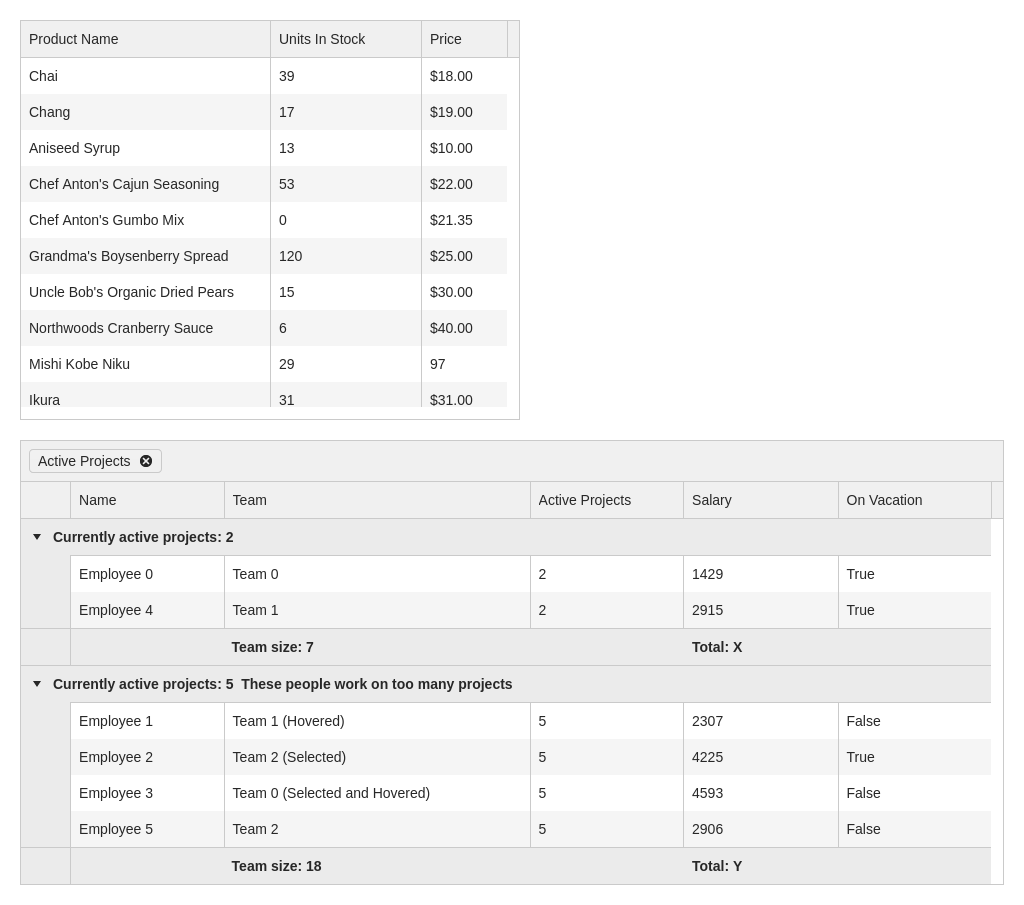 Product Name Units In Stock Price
Chai 39 $18.00
Chang 17 $19.00
Aniseed Syrup 13 $10.00
Chef Anton's Cajun Seasoning 53 $22.00
Chef Anton's Gumbo Mix 0 $21.35
Grandma's Boysenberry Spread 120 $25.00
Uncle Bob's Organic Dried Pears 15 $30.00
Northwoods Cranberry Sauce 6 $40.00
Mishi Kobe Niku 29 97
Ikura 31 $31.00
Active Projects
Name Team Active Projects Salary On Vacation
Currently active projects: 2
Employee 0 Team 0 2 1429 True
Employee 4 Team 1 2 2915 True
Team size: 7 Total: X
Currently active projects: 5 These people work on too many projects
Employee 1 Team 1 (Hovered) 5 2307 False
Employee 2 Team 2 (Selected) 5 4225 True
Employee 3 Team 0 (Selected and Hovered) 5 4593 False
Employee 5 Team 2 5 2906 False
Team size: 18 Total: Y